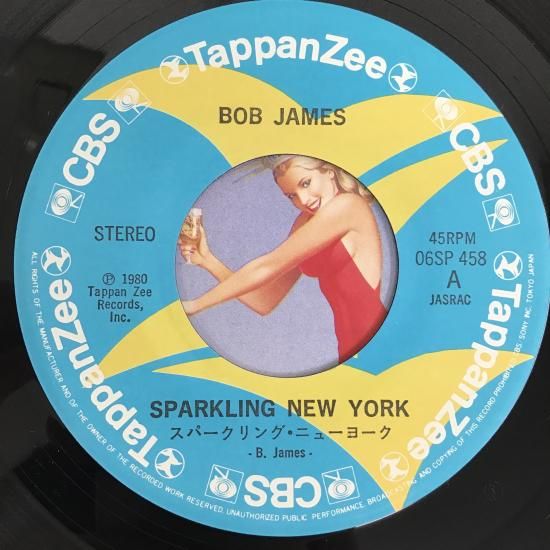 TappanZee
BOB JAMES
CBS
CBS
STEREO
℗ 1980
Tappan Zee
Records,
Inc.
45RPM
06SP 458
A
JASRAC
TappanZee
TappanZee
SPARKLING NEW YORK
スパークリング・ニューヨーク
- B. James -
CBS
ALL RIGHTS OF THE MANUFACTURER AND OF THE OWNER OF THE RECORDED WORK RESERVED. UNAUTHORIZED PUBLIC PERFORMANCE, BROADCASTING AND COPYING OF THIS RECORD PROHIBITED. CBS/SONY INC. TOKYO JAPAN